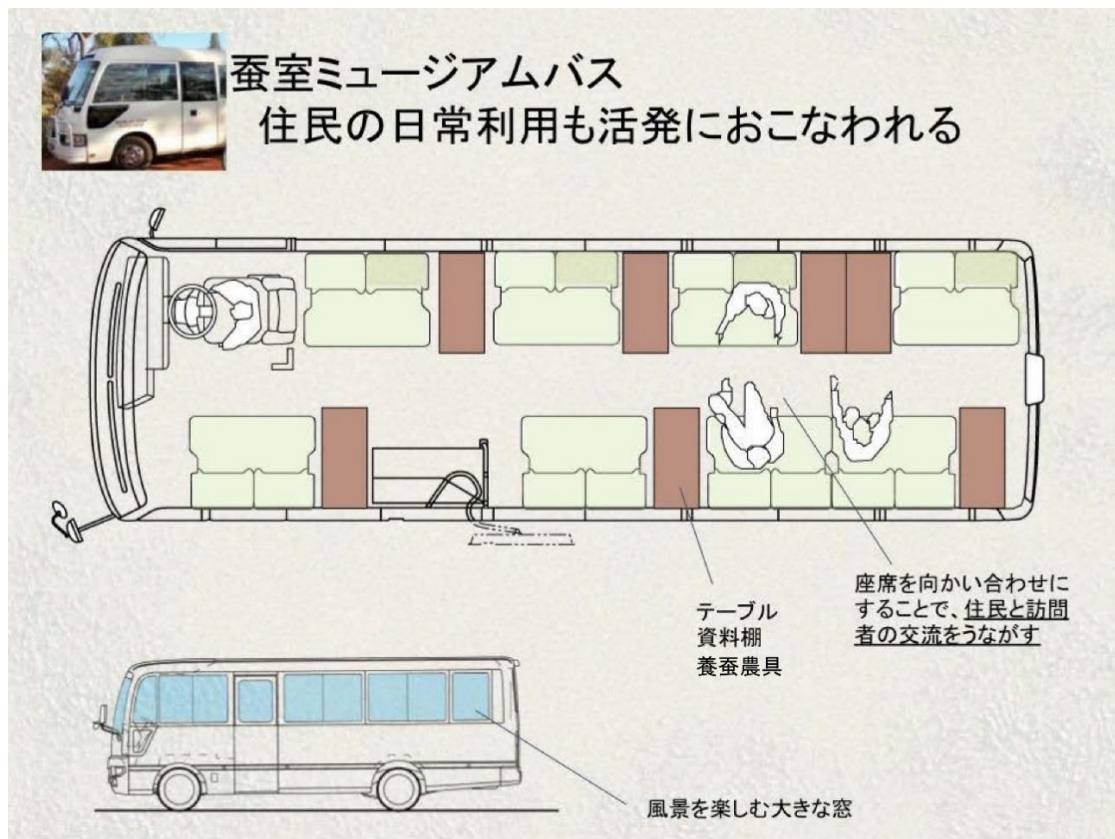 蚕室ミュージアムバス
住民の日常利用も活発におこなわれる
テーブル
資料棚
養蚕農具
座席を向かい合わせに
することで、住民と訪問
者の交流をうながす
風景を楽しむ大きな窓